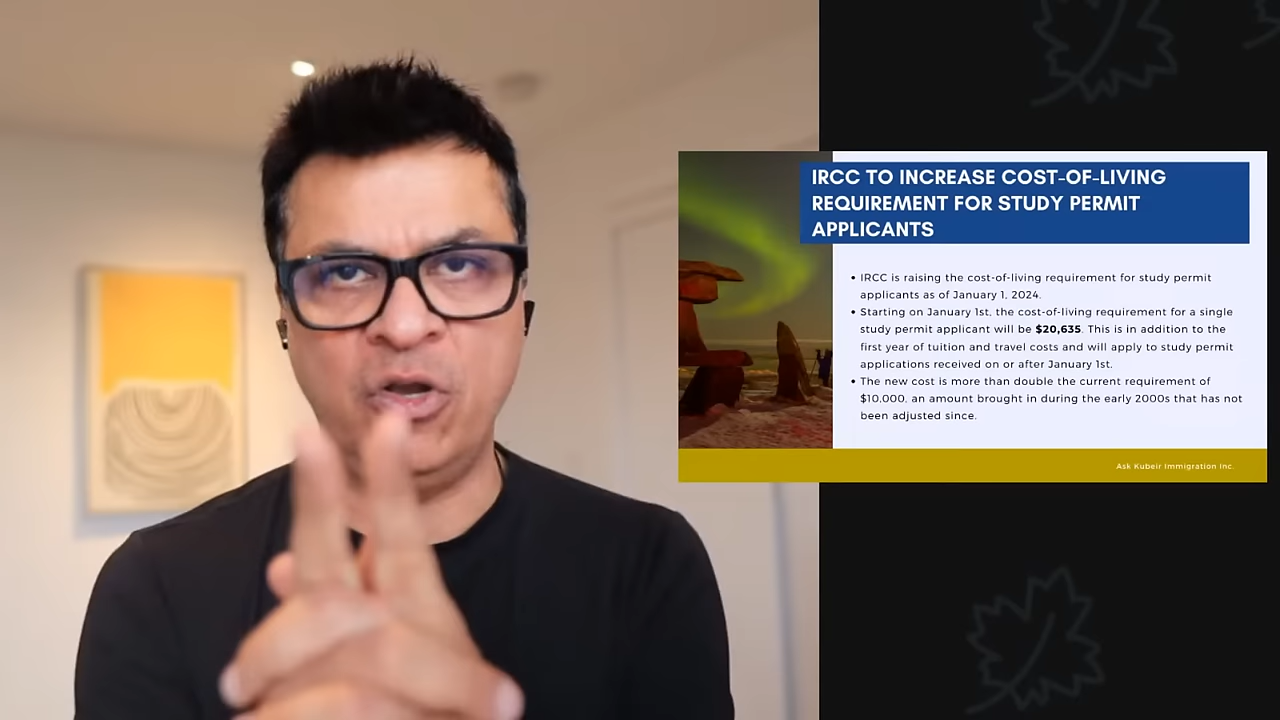 IRCC TO INCREASE COST-OF-LIVING
REQUIREMENT FOR STUDY PERMIT
APPLICANTS
• IRCC is raising the cost-of-living requirement for study permit
applicants as of January 1, 2024.
• Starting on January 1st, the cost-of-living requirement for a single
study permit applicant will be $20,635. This is in addition to the
first year of tuition and travel costs and will apply to study permit
applications received on or after January 1st.
• The new cost is more than double the current requirement of
$10,000, an amount brought in during the early 2000s that has not
been adjusted since.
Ask Kubeir Immigration Inc.